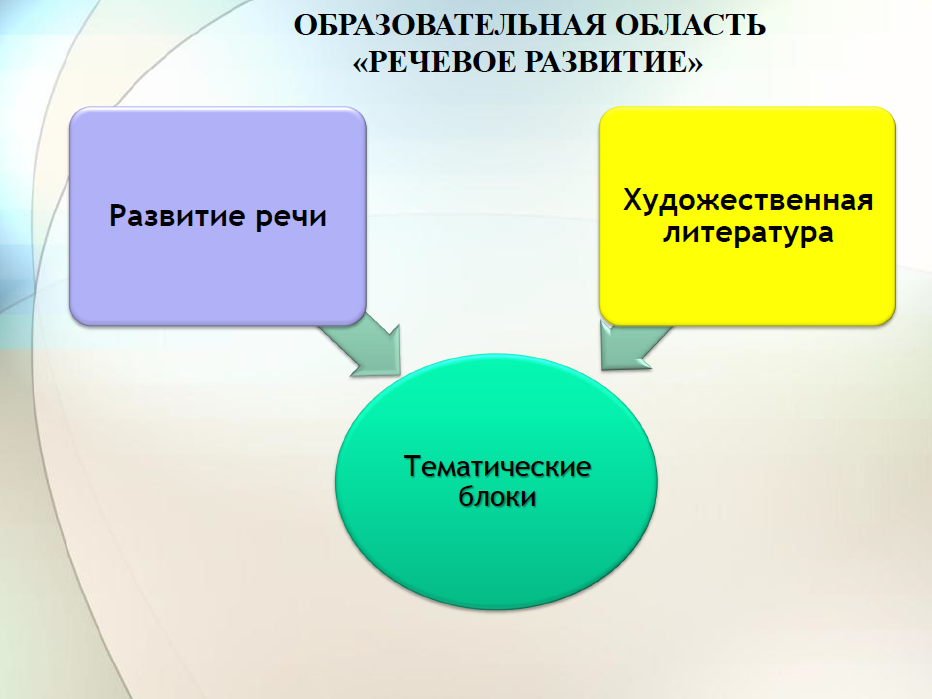 ОБРАЗОВАТЕЛЬНАЯ ОБЛАСТЬ
«РЕЧЕВОЕ РАЗВИТИЕ»
Развитие речи
Художественная
литература
Тематические
блоки